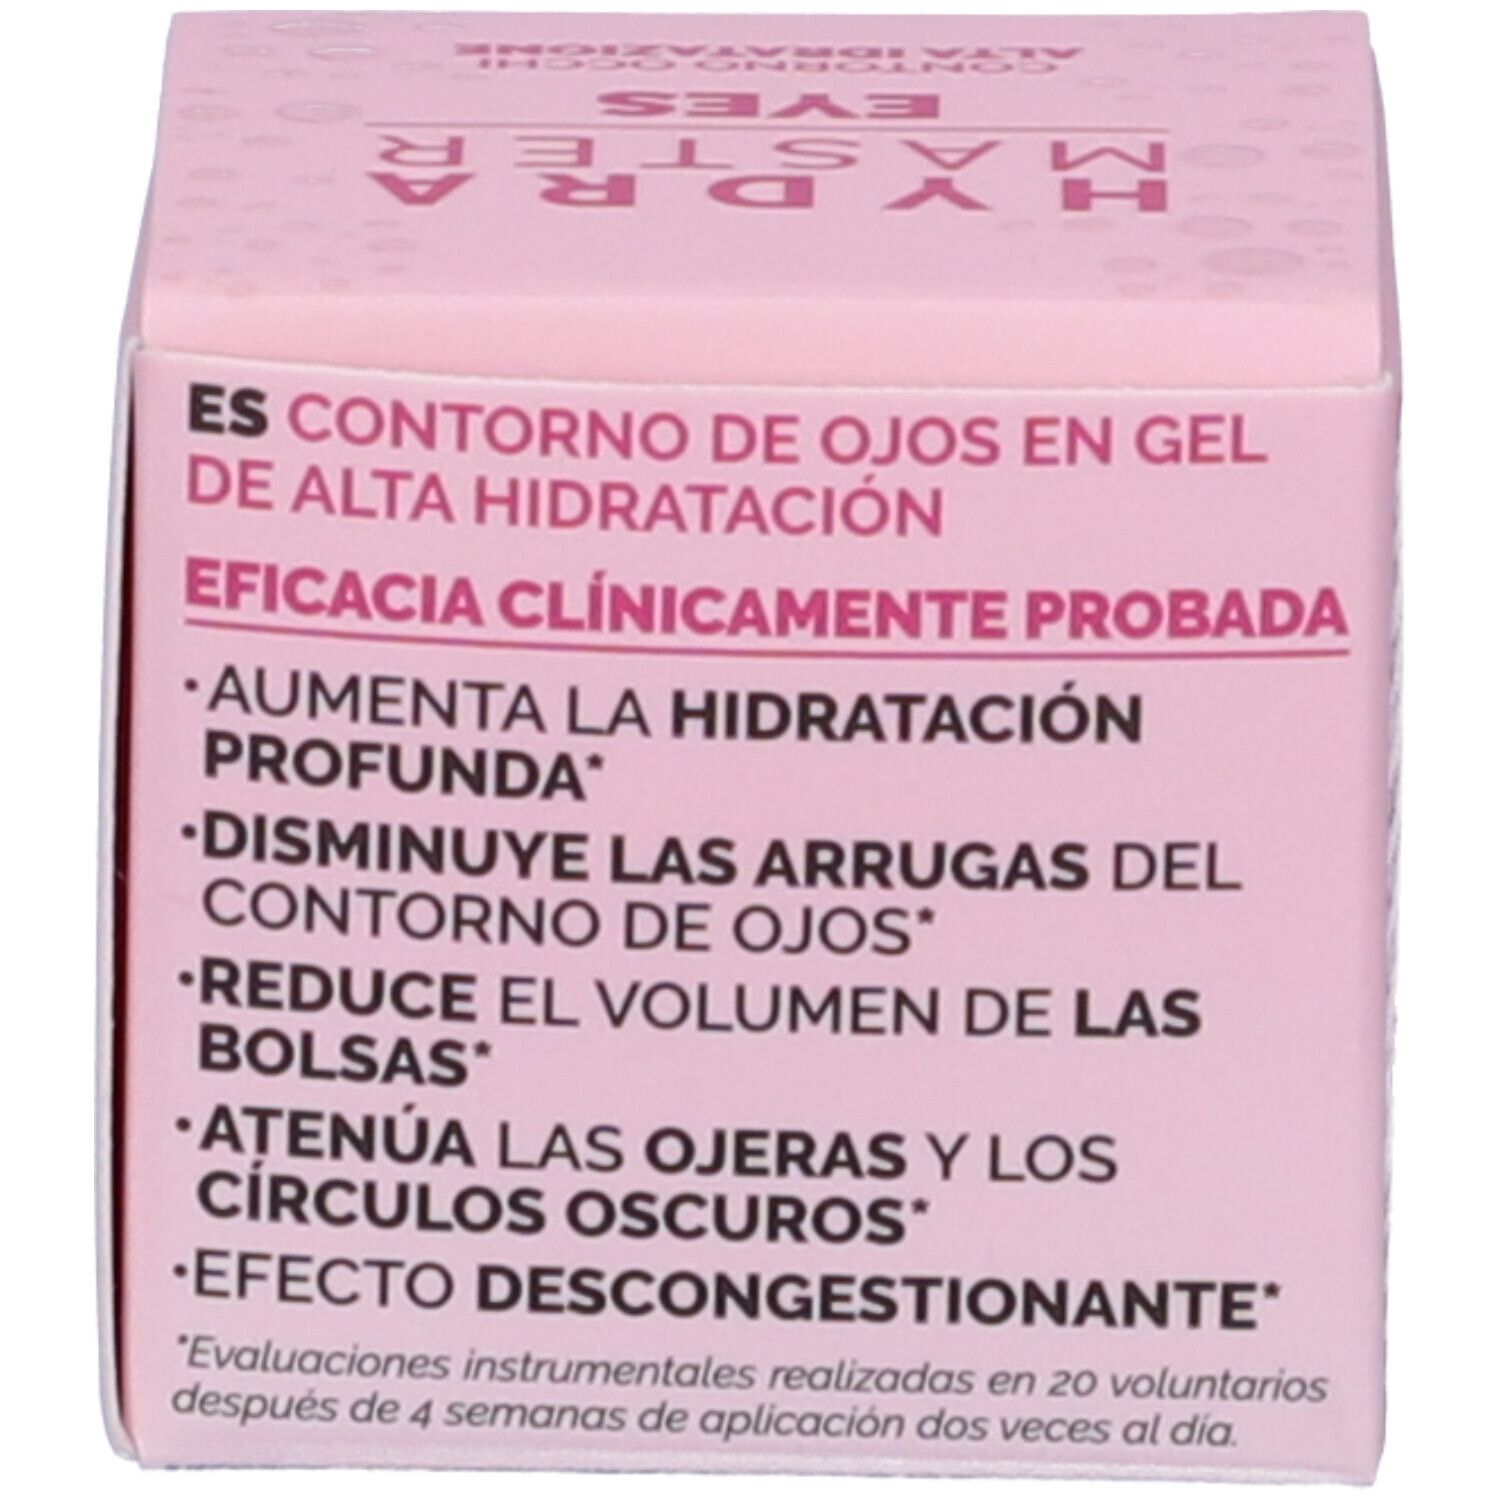 HYDRA
MASTER
EYES
CONTORNO OCCHI
ALTA IDRATAZIONE
ES CONTORNO DE OJOS EN GEL
DE ALTA HIDRATACIÓN
EFICACIA CLÍNICAMENTE PROBADA
•AUMENTA LA HIDRATACIÓN
PROFUNDA*
•DISMINUYE LAS ARRUGAS DEL
CONTORNO DE OJOS*
•REDUCE EL VOLUMEN DE LAS
BOLSAS*
•ATENÚA LAS OJERAS Y LOS
CÍRCULOS OSCUROS*
•EFECTO DESCONGESTIONANTE*
*Evaluaciones instrumentales realizadas en 20 voluntarios
después de 4 semanas de aplicación dos veces al día.